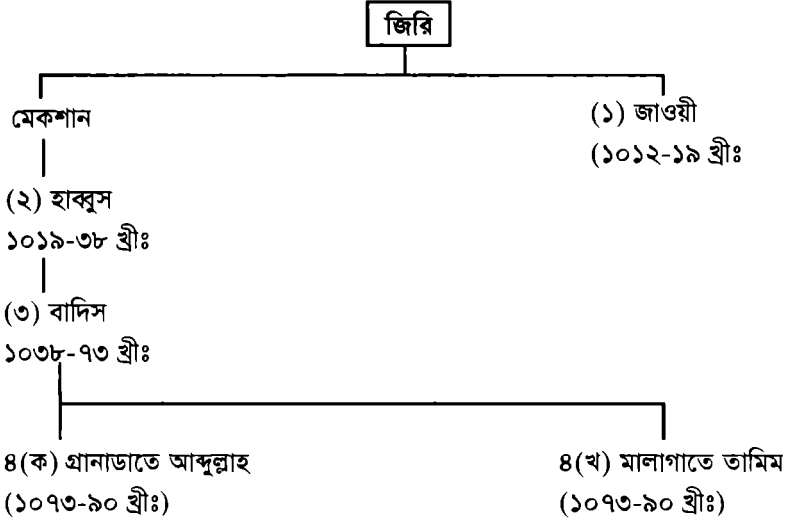 জিরি
মেকশান
(১) জাওয়ী
(১০১২-১৯ খ্রীঃ
(২) হাব্বুস
১০১৯-৩৮ খ্রীঃ
(৩) বাদিস
১০৩৮-৭৩ খ্রীঃ
৪(ক) গ্রানাডাতে আব্দুল্লাহ
(১০৭৩-৯০ খ্রীঃ)
৪(খ) মালাগাতে তামিম
(১০৭৩-৯০ খ্রীঃ)